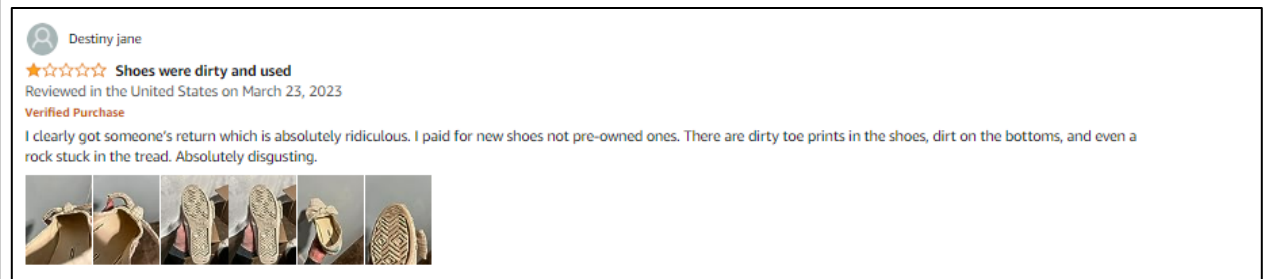 Destiny jane
Shoes were dirty and used
Reviewed in the United States on March 23, 2023
Verified Purchase
I clearly got someone's return which is absolutely ridiculous. I paid for new shoes not pre-owned ones. There are dirty toe prints in the shoes, dirt on the bottoms, and even a
rock stuck in the tread. Absolutely disgusting.